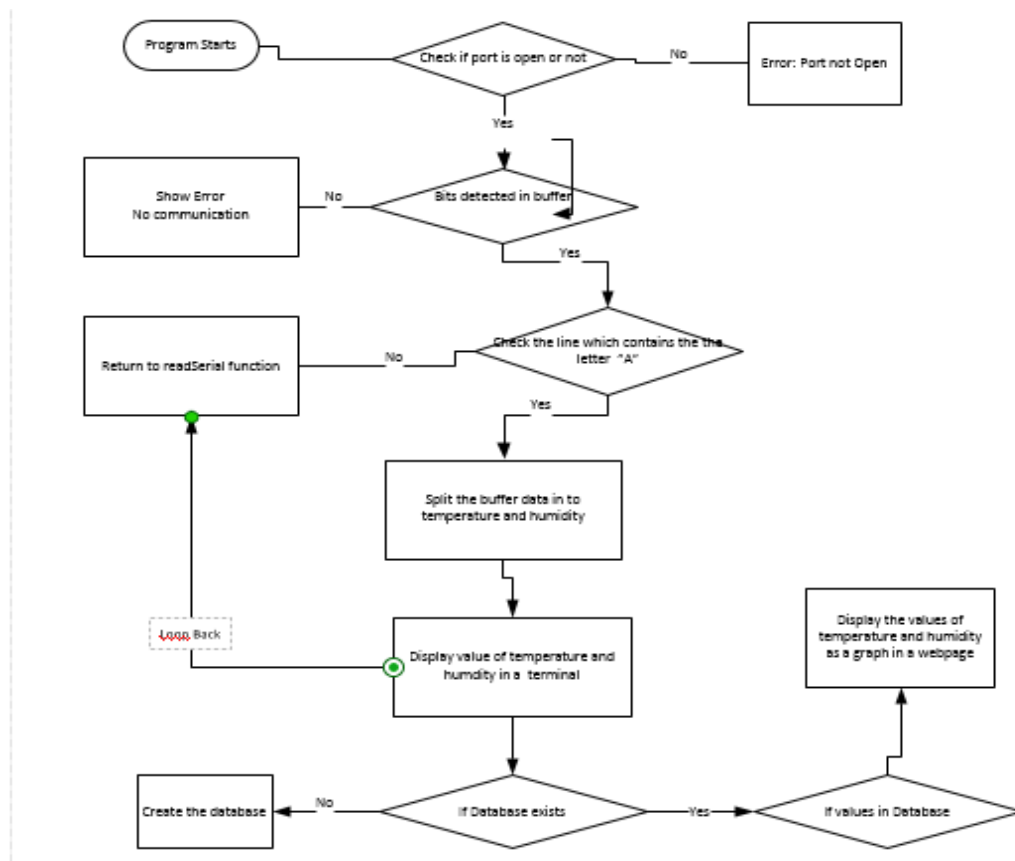 Program Starts
Check if port is open or not
No
Error: Port not Open
Yes
Show Error
No communication
No
Bits detected in buffer
Yes
Check the line which contains the the
letter "A"
Return to readSerial function
No
Yes
Split the buffer data in to
temperature and humidity
Loop Back
Display value of temperature and
humdity in a terminal
Display the values of
temperature and humidity
as a graph in a webpage
Create the database
No
If Database exists
Yes
If values in Database